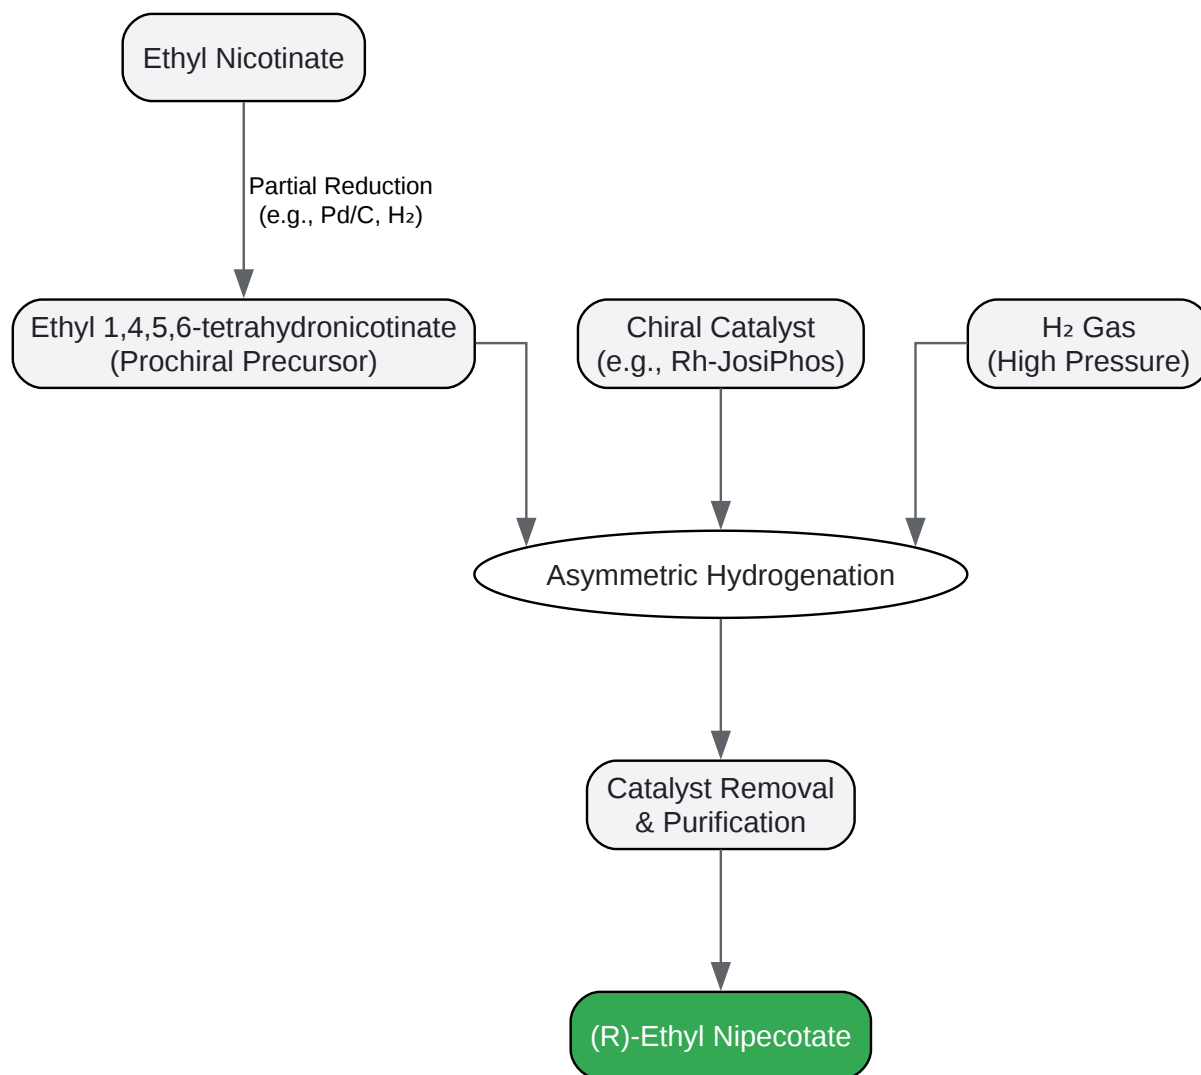 Ethyl Nicotinate
Partial Reduction
(e.g., Pd/C, H₂)
Ethyl 1,4,5,6-tetrahydronicotinate
(Prochiral Precursor)
Chiral Catalyst
(e.g., Rh-JosiPhos)
H₂ Gas
(High Pressure)
Asymmetric Hydrogenation
Catalyst Removal
& Purification
(R)-Ethyl Nipecotate